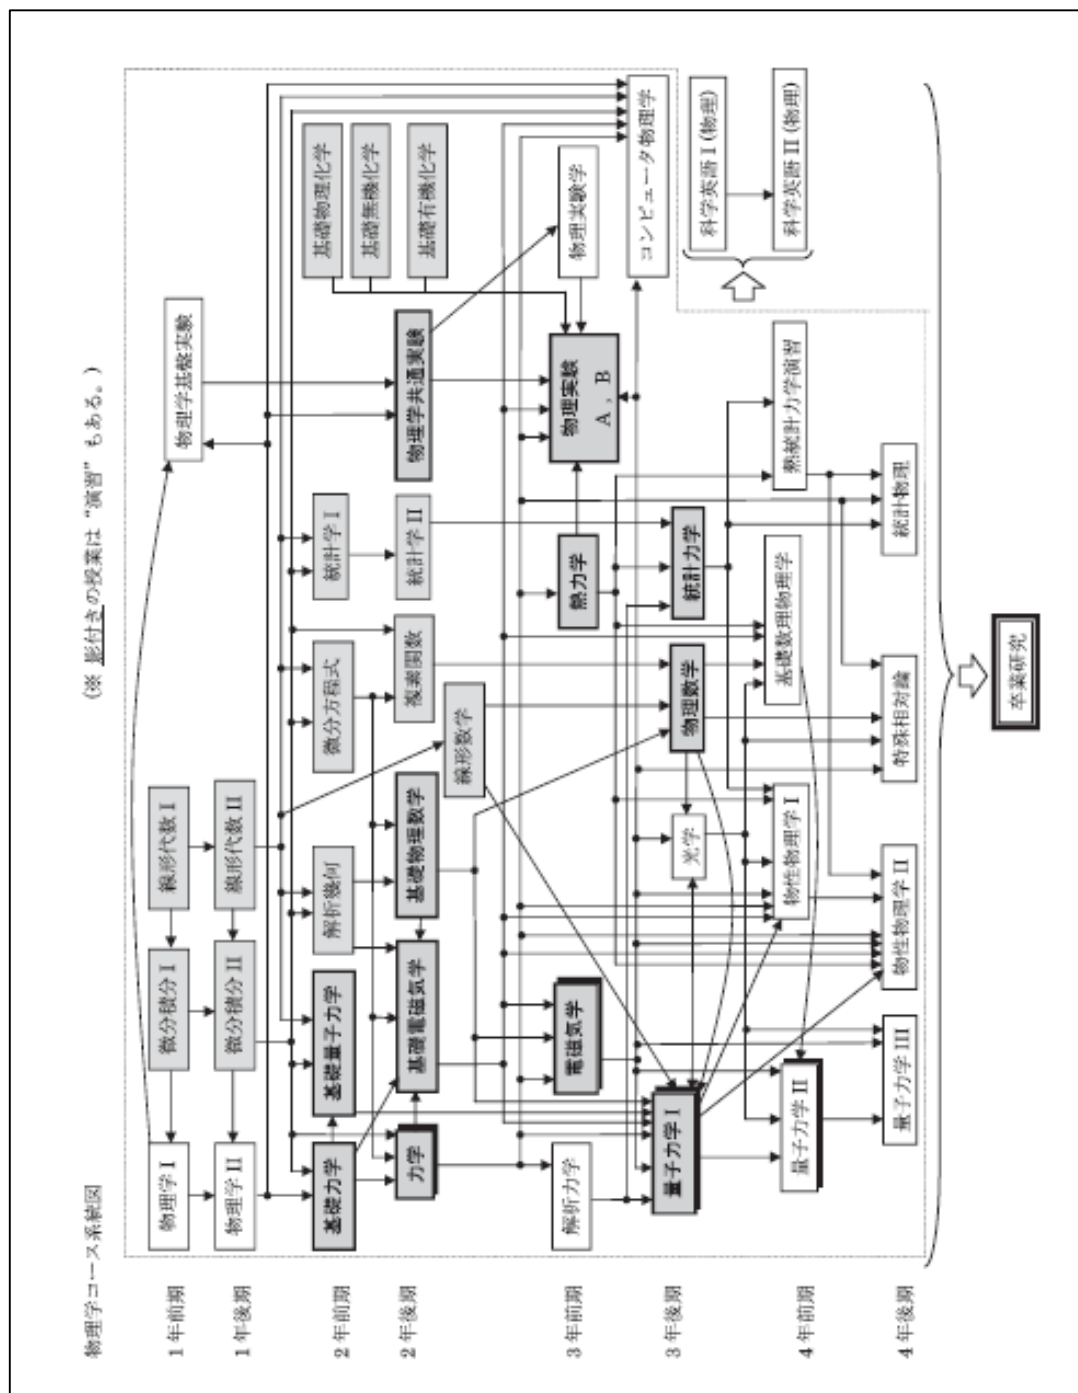 物理学コース系統図
(※ 影付きの授業は“演習”もある。)
1年前期
物理学 I
微分積分 I
線形代数 I
物理学基盤実験
1年後期
物理学 II
微分積分 II
線形代数 II
2年前期
基礎力学
基礎量子力学
解析幾何
微分方程式
統計学 I
基礎物理化学
基礎無機化学
基礎有機化学
2年後期
力学
基礎電磁気学
基礎物理数学
線形数学
複素関数
統計学 II
物理学共通実験
3年前期
解析力学
電磁気学
熱力学
物理実験
A, B
物理実験学
3年後期
量子力学 I
光学
物理数学
統計力学
コンピュータ物理学
科学英語 I (物理)
4年前期
量子力学 II
物性物理学 I
基礎数理物理学
熱統計力学演習
科学英語 II (物理)
4年後期
量子力学 III
物性物理学 II
特殊相対論
統計物理
卒業研究